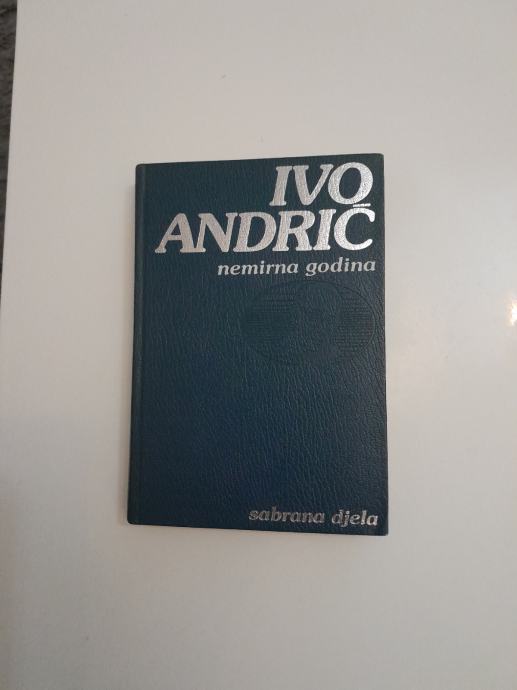 IVO
ANDRIĆ
nemirna godina
sabrana djela